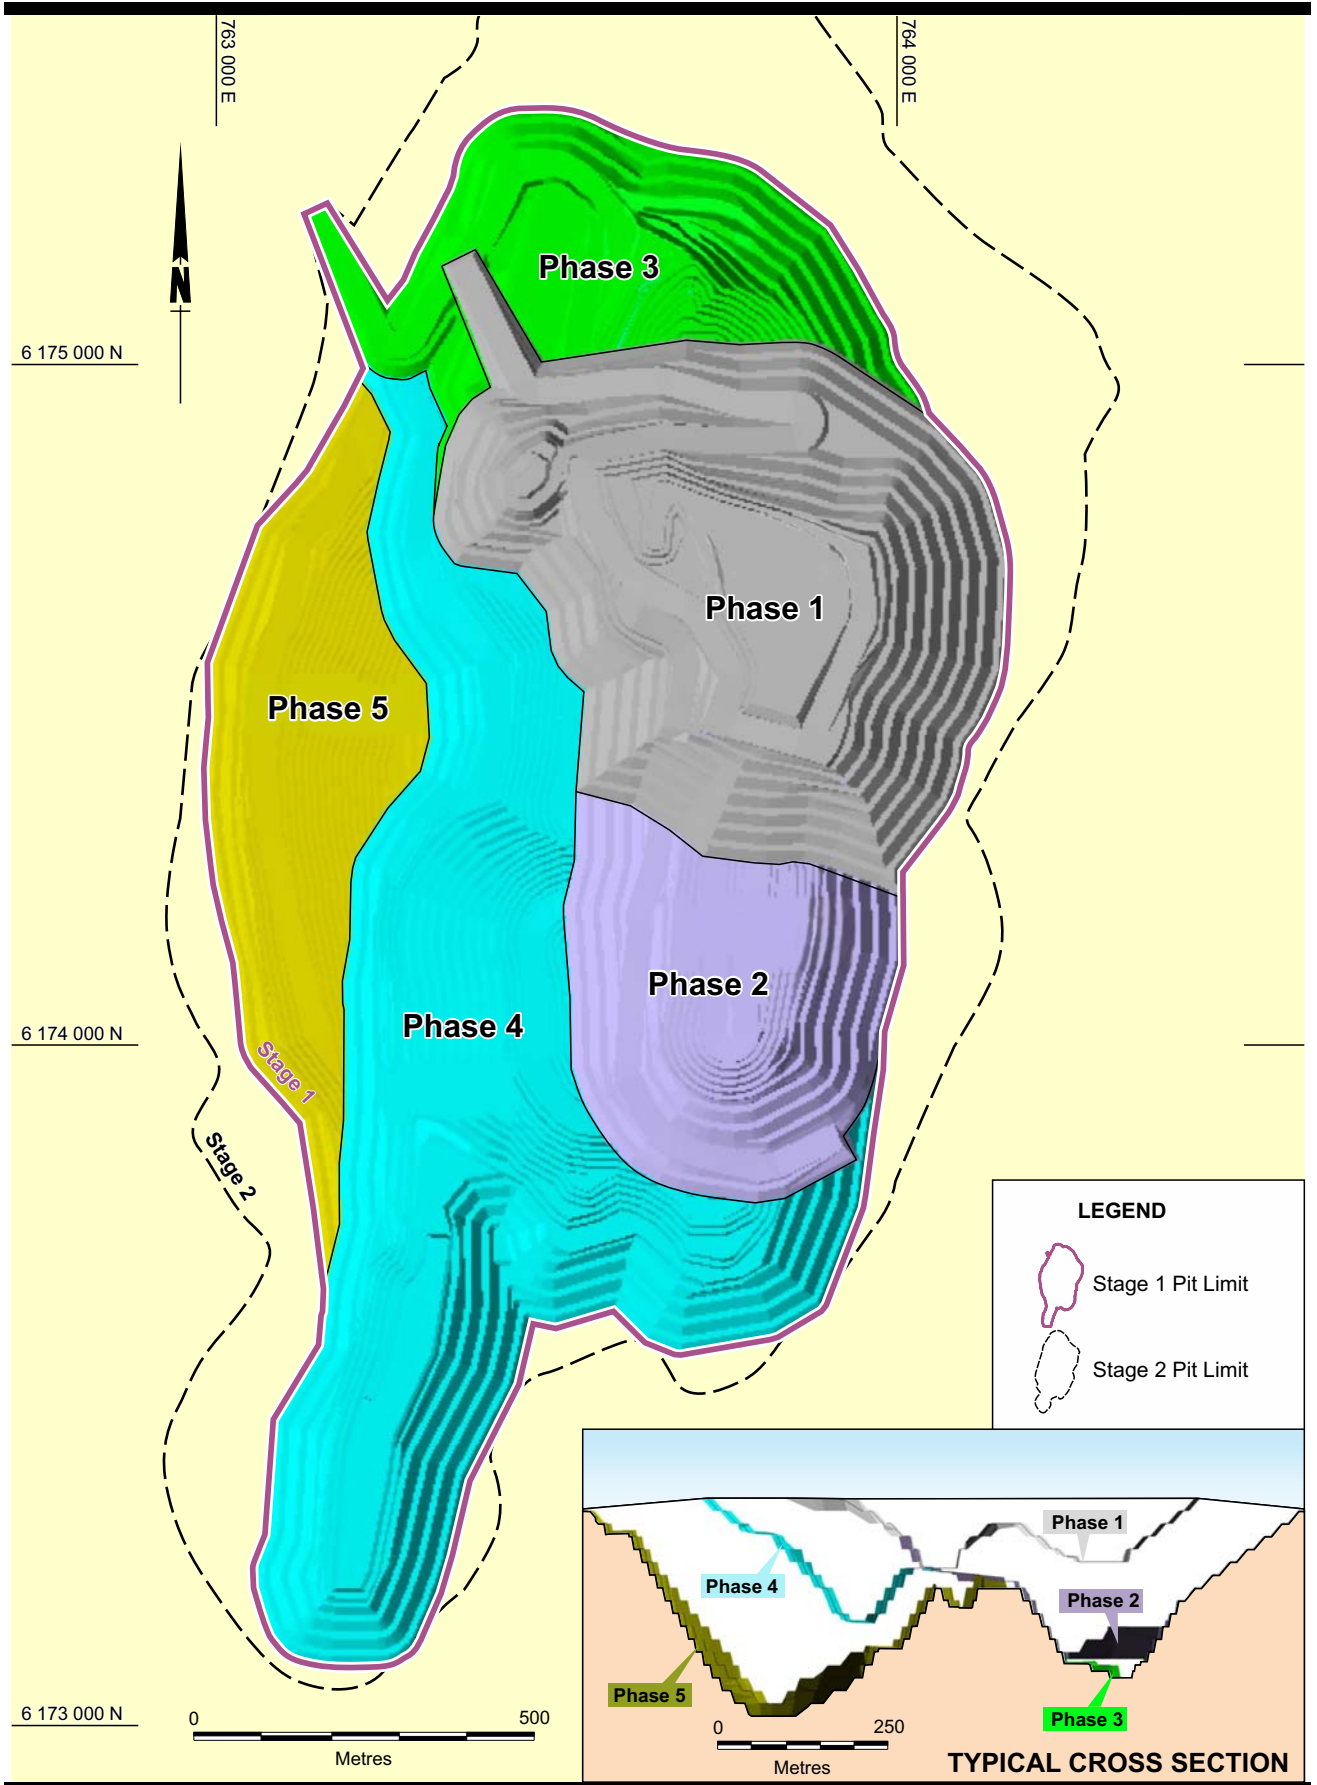 763 000 E
764 000 E
N
Phase 3
6 175 000 N
Phase 1
Phase 5
Phase 2
Phase 4
6 174 000 N
Stage 1
Stage 2
LEGEND
Stage 1 Pit Limit
Stage 2 Pit Limit
Phase 1
Phase 4
Phase 2
Phase 5
Phase 3
6 173 000 N
0 500
Metres
0 250
Metres
TYPICAL CROSS SECTION